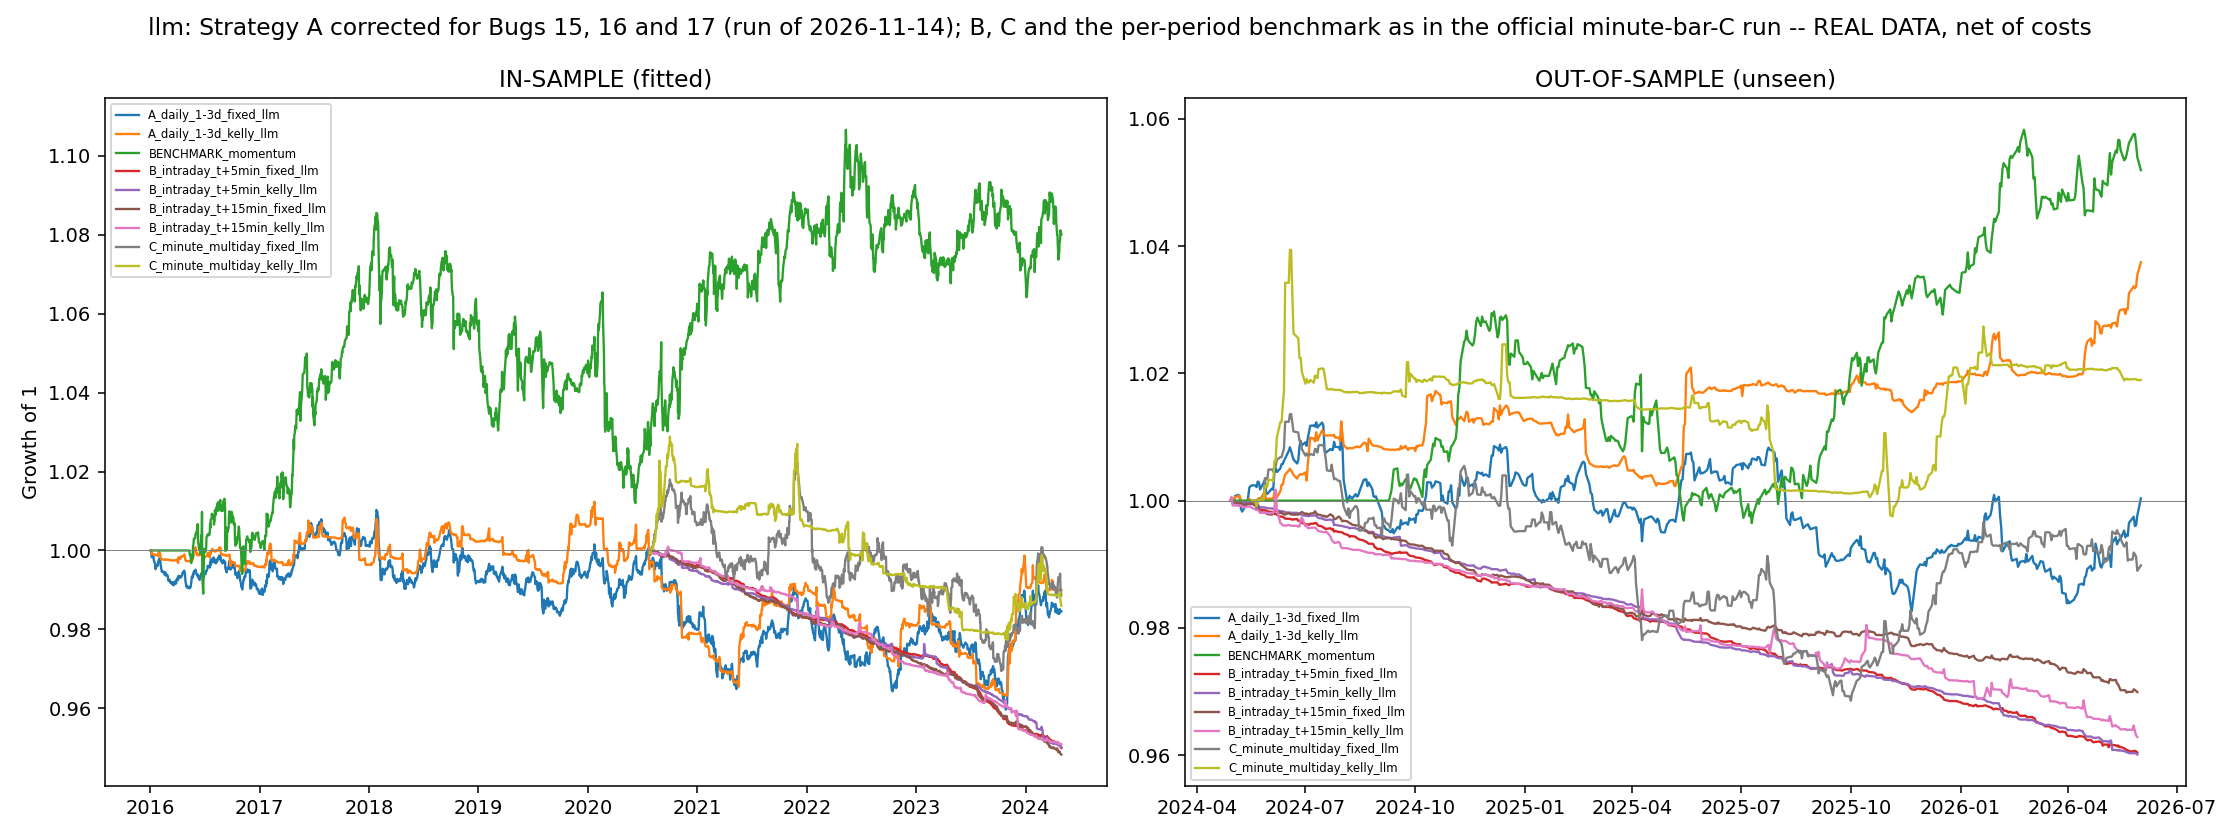 llm: Strategy A corrected for Bugs 15, 16 and 17 (run of 2026-11-14); B, C and the per-period benchmark as in the official minute-bar-C run -- REAL DATA, net of costs
IN-SAMPLE (fitted)
A_daily_1-3d_fixed_llm
A_daily_1-3d_kelly_llm
BENCHMARK_momentum
B_intraday_t+5min_fixed_llm
B_intraday_t+5min_kelly_llm
B_intraday_t+15min_fixed_llm
B_intraday_t+15min_kelly_llm
C_minute_multiday_fixed_llm
C_minute_multiday_kelly_llm
Growth of 1
1.10
1.08
1.06
1.04
1.02
1.00
0.98
0.96
2016 2017 2018 2019 2020 2021 2022 2023 2024
OUT-OF-SAMPLE (unseen)
1.06
1.04
1.02
1.00
0.98
0.96
A_daily_1-3d_fixed_llm
A_daily_1-3d_kelly_llm
BENCHMARK_momentum
B_intraday_t+5min_fixed_llm
B_intraday_t+5min_kelly_llm
B_intraday_t+15min_fixed_llm
B_intraday_t+15min_kelly_llm
C_minute_multiday_fixed_llm
C_minute_multiday_kelly_llm
2024-04 2024-07 2024-10 2025-01 2025-04 2025-07 2025-10 2026-01 2026-04 2026-07